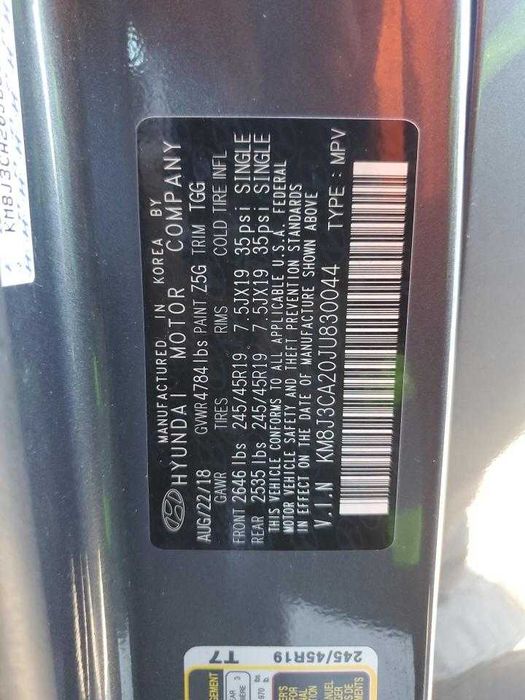 MANUFACTURED IN KOREA BY
HYUNDAI MOTOR COMPANY
AUG/22/18 GVWR 4784 lbs PAINT Z5G TRIM TGG
GAWR TIRES RIMS COLD TIRE INFL
FRONT 2646 lbs 245/45R19 7.5JX19 35psi SINGLE
REAR 2535 lbs 245/45R19 7.5JX19 35psi SINGLE
THIS VEHICLE CONFORMS TO ALL APPLICABLE U.S.A. FEDERAL
MOTOR VEHICLE SAFETY AND THEFT PREVENTION STANDARDS
IN EFFECT ON THE DATE OF MANUFACTURE SHOWN ABOVE
V.I.N KM8J3CA20JU830044 TYPE: MPV
T7
245/45R19